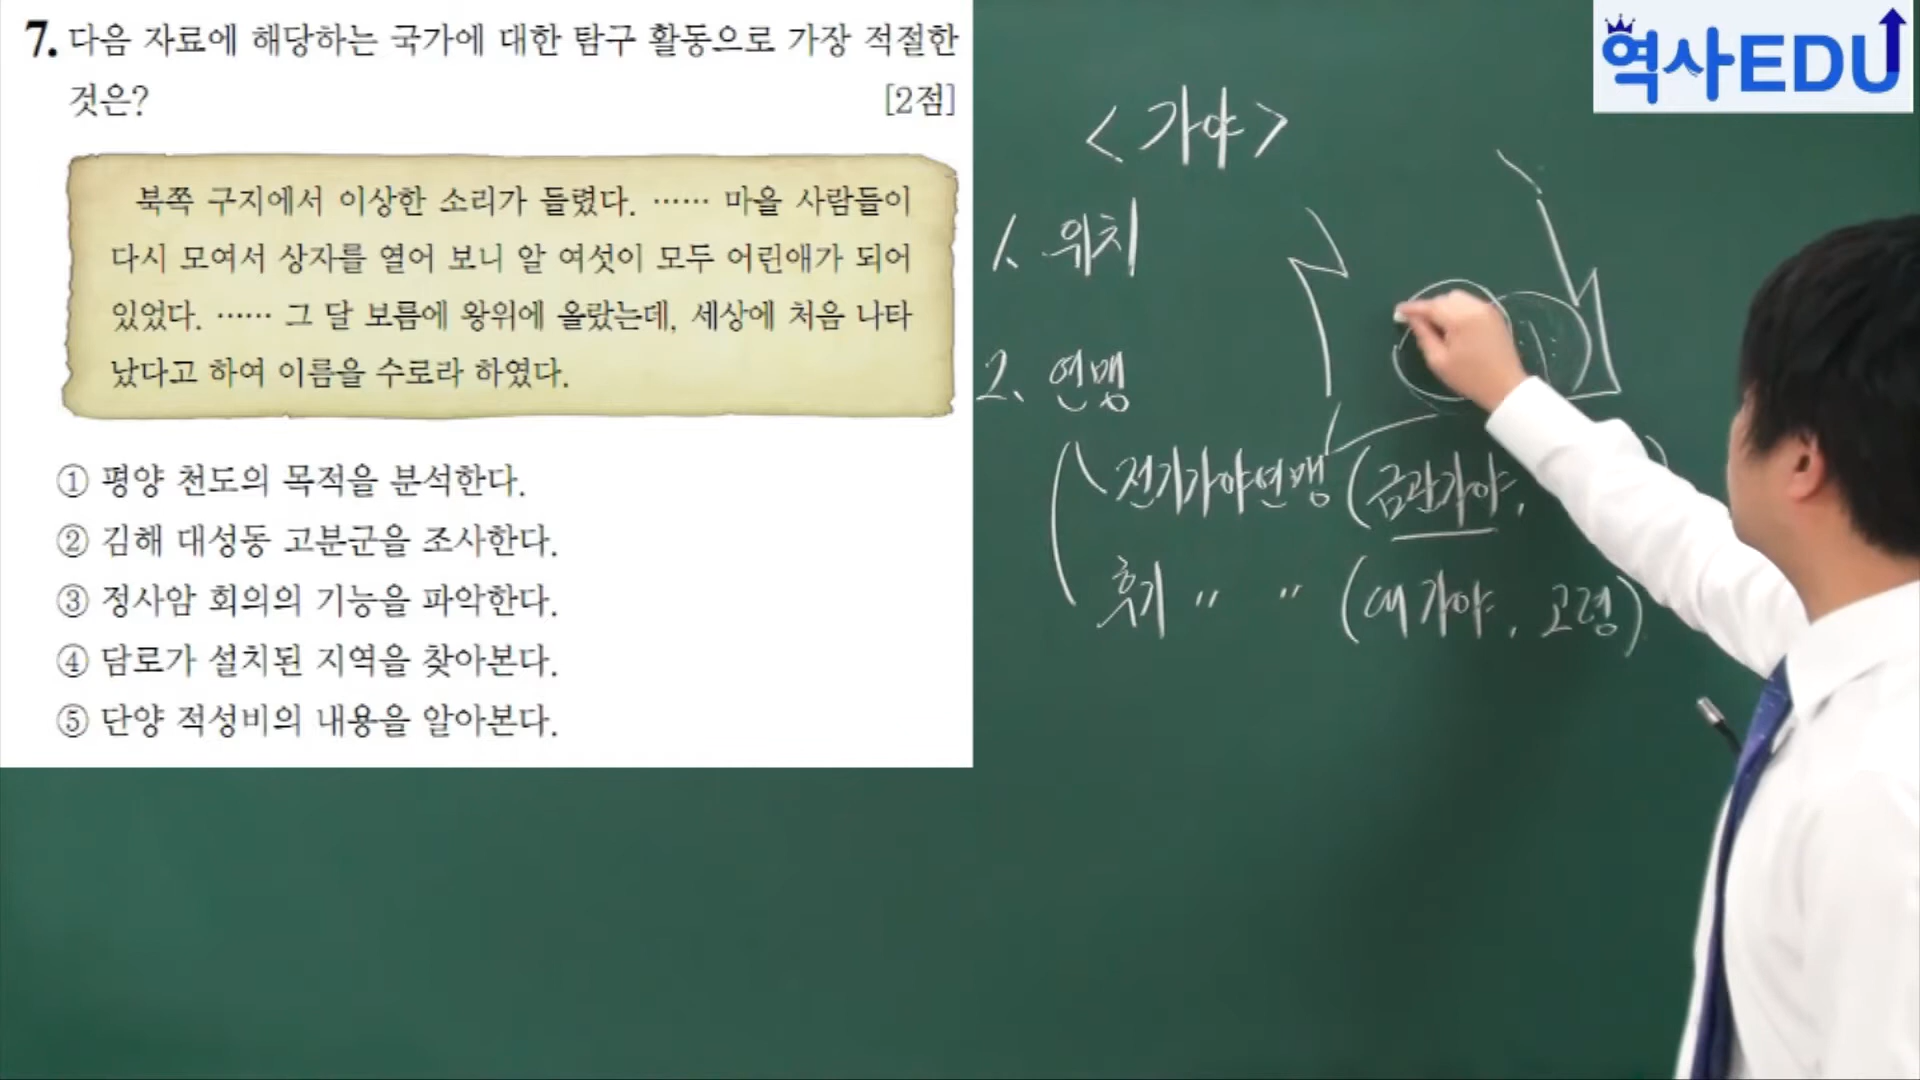 7. 다음 자료에 해당하는 국가에 대한 탐구 활동으로 가장 적절한
것은? [2점]
북쪽 구지에서 이상한 소리가 들렸다. …… 마을 사람들이
다시 모여서 상자를 열어 보니 알 여섯이 모두 어린애가 되어
있었다. …… 그 달 보름에 왕위에 올랐는데, 세상에 처음 나타
났다고 하여 이름을 수로라 하였다.
① 평양 천도의 목적을 분석한다.
② 김해 대성동 고분군을 조사한다.
③ 정사암 회의의 기능을 파악한다.
④ 담로가 설치된 지역을 찾아본다.
⑤ 단양 적성비의 내용을 알아본다.
역사EDU
<가야>
1. 위치
2. 연맹
전기가야연맹 (금관가야,
후기 〃 〃 (대가야, 고령)